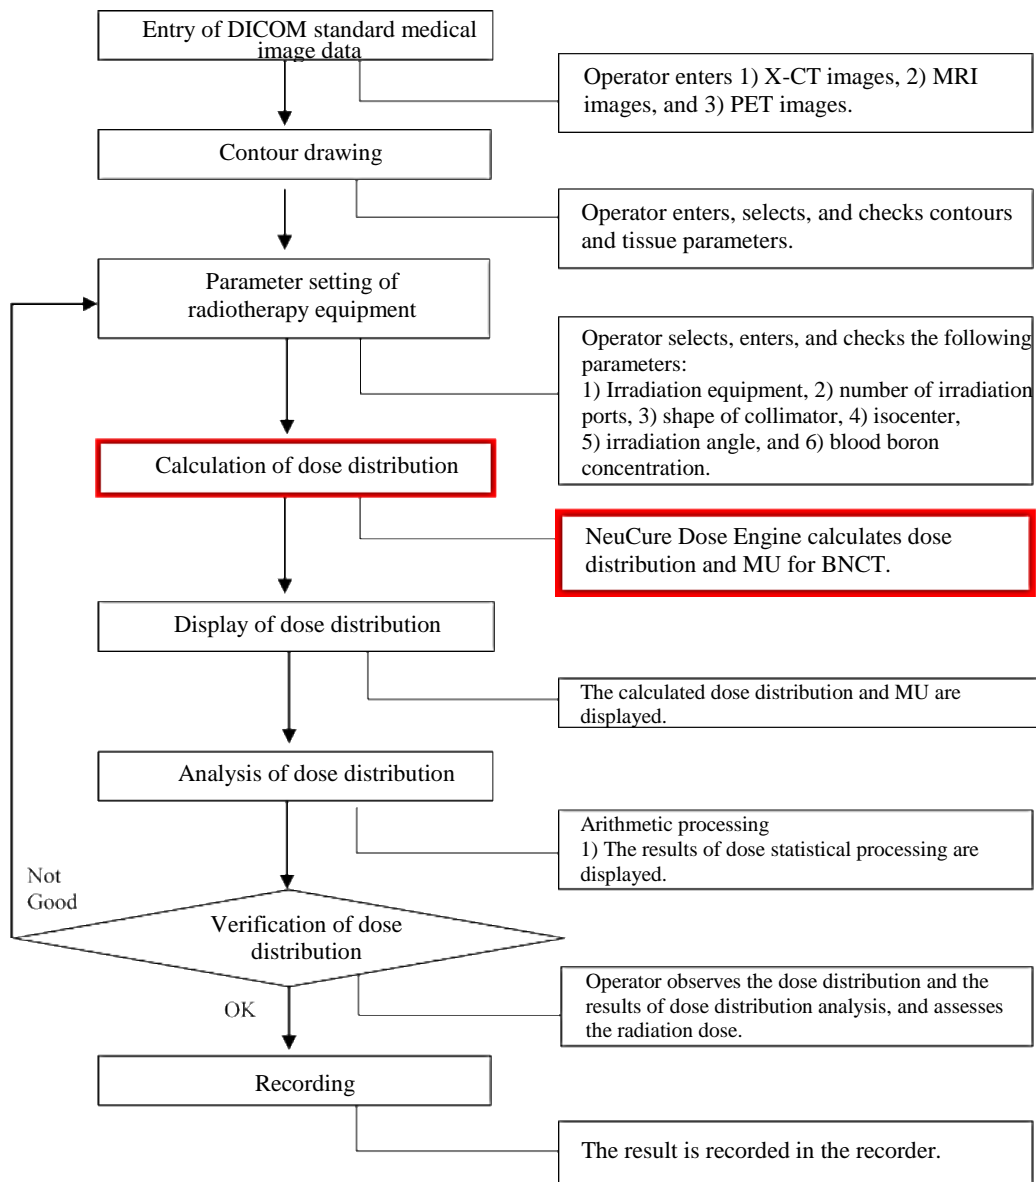 Entry of DICOM standard medical
image data
Operator enters 1) X-CT images, 2) MRI
images, and 3) PET images.
Contour drawing
Operator enters, selects, and checks contours
and tissue parameters.
Parameter setting of
radiotherapy equipment
Operator selects, enters, and checks the following
parameters:
1) Irradiation equipment, 2) number of irradiation
ports, 3) shape of collimator, 4) isocenter,
5) irradiation angle, and 6) blood boron
concentration.
Calculation of dose distribution
NeuCure Dose Engine calculates dose
distribution and MU for BNCT.
Display of dose distribution
The calculated dose distribution and MU are
displayed.
Analysis of dose distribution
Arithmetic processing
1) The results of dose statistical processing are
displayed.
Not
Good
Verification of dose
distribution
Operator observes the dose distribution and the
results of dose distribution analysis, and assesses
the radiation dose.
OK
Recording
The result is recorded in the recorder.